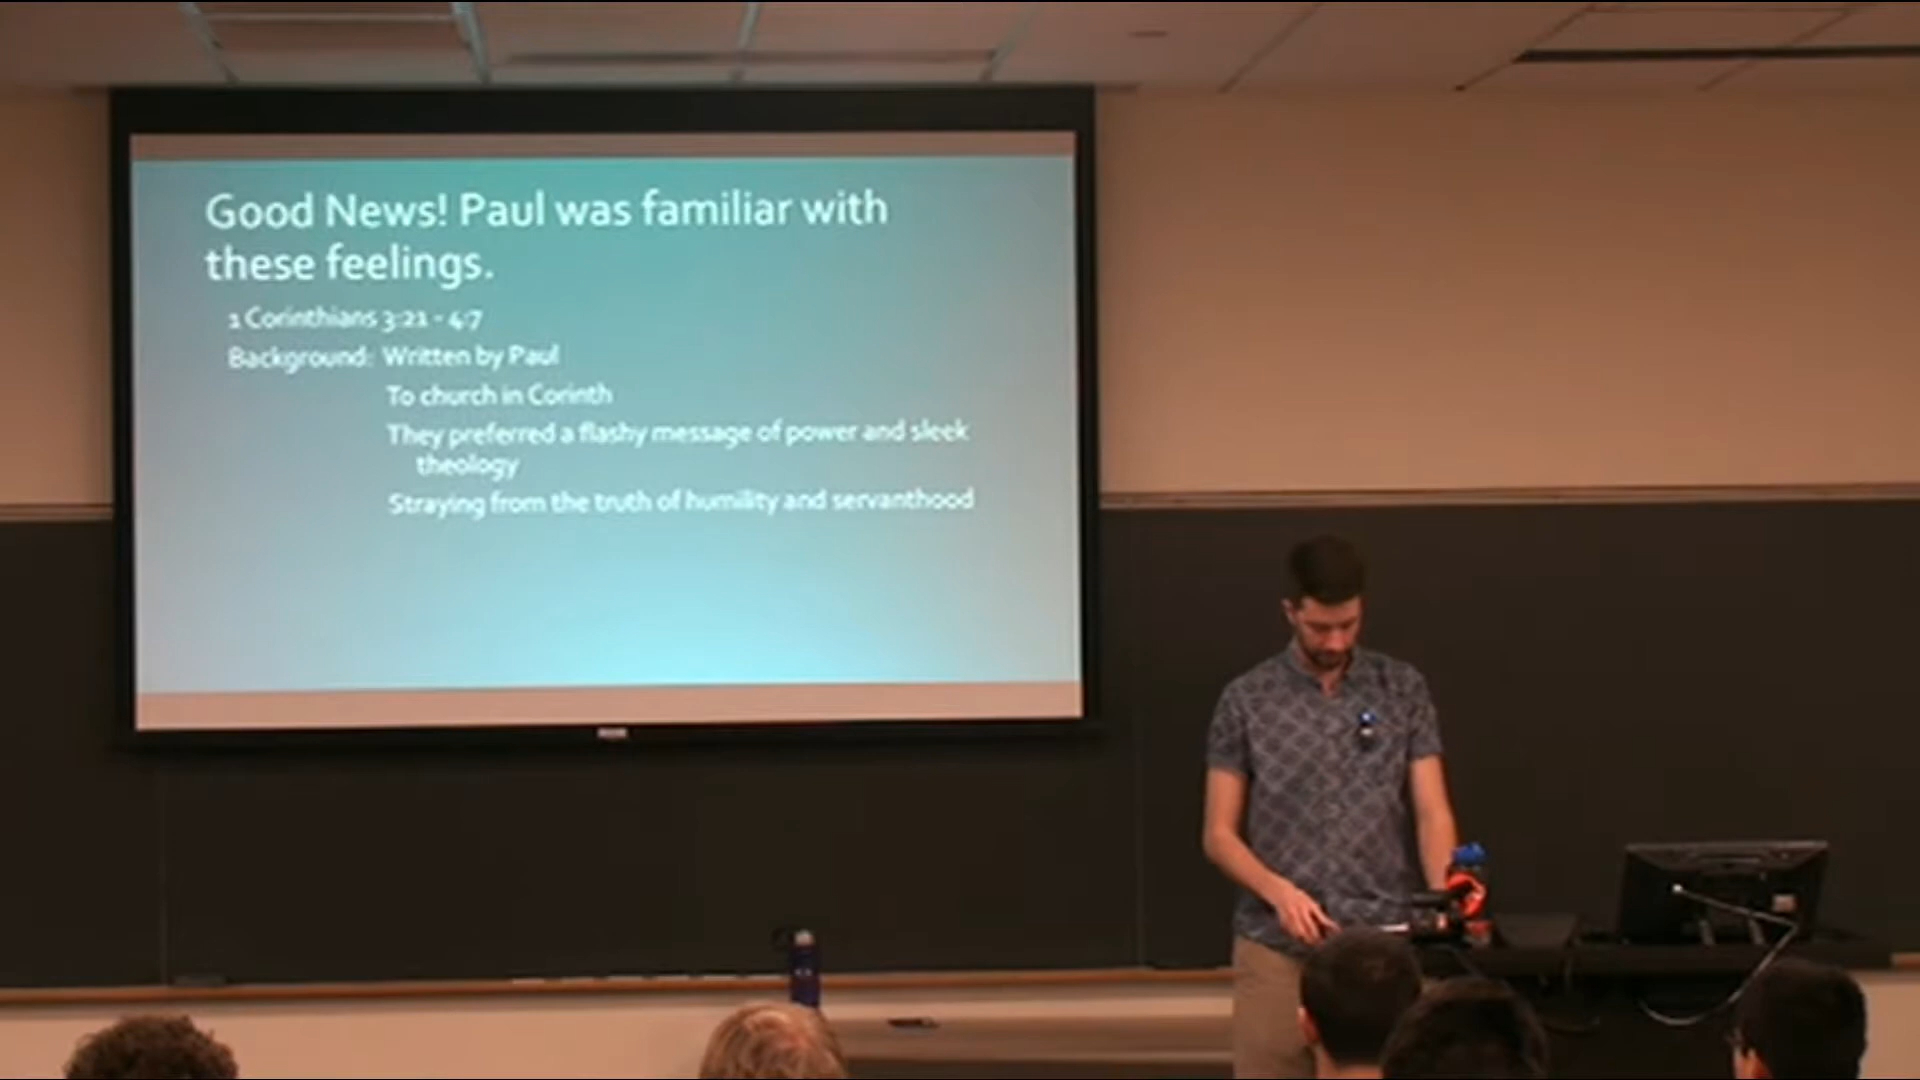 Good News! Paul was familiar with
these feelings.
1 Corinthians 3:21 - 4:7
Background: Written by Paul
To church in Corinth
They preferred a flashy message of power and sleek
theology
Straying from the truth of humility and servanthood